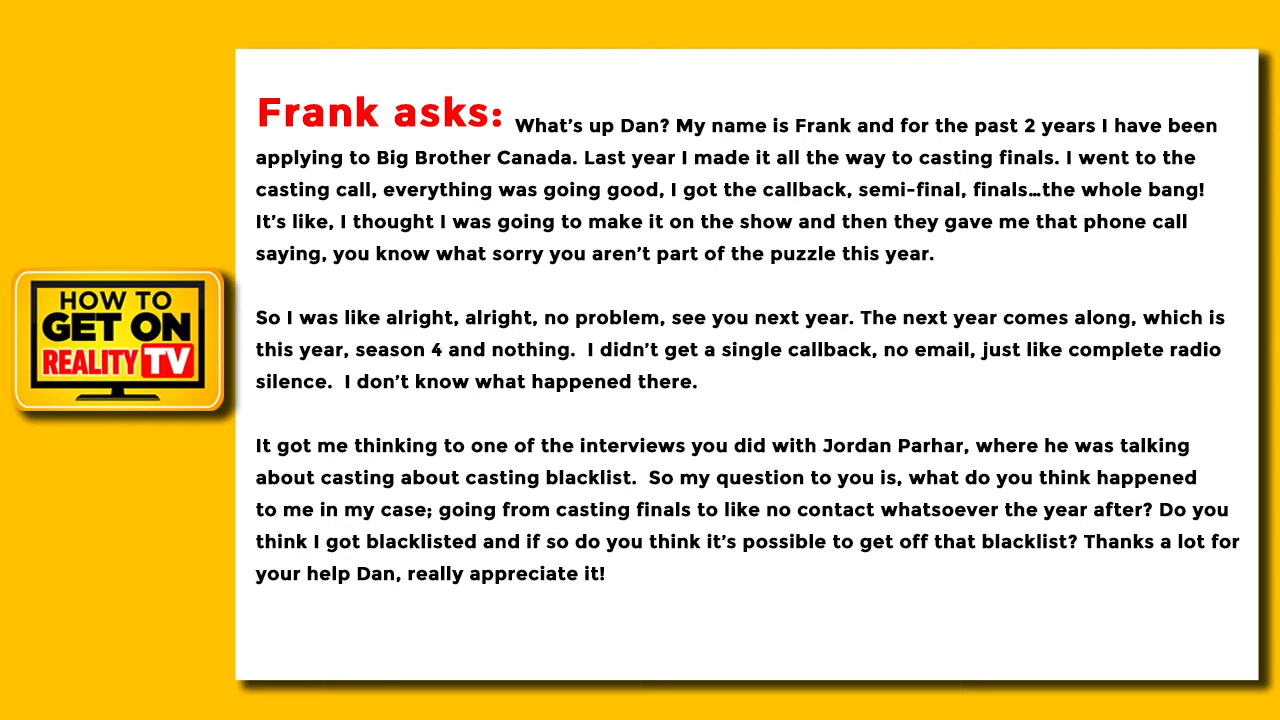 HOW TO
GET ON
REALITY TV
Frank asks: What's up Dan? My name is Frank and for the past 2 years I have been
applying to Big Brother Canada. Last year I made it all the way to casting finals. I went to the
casting call, everything was going good, I got the callback, semi-final, finals...the whole bang!
It's like, I thought I was going to make it on the show and then they gave me that phone call
saying, you know what sorry you aren't part of the puzzle this year.
So I was like alright, alright, no problem, see you next year. The next year comes along, which is
this year, season 4 and nothing.  I didn't get a single callback, no email, just like complete radio
silence.  I don't know what happened there.
It got me thinking to one of the interviews you did with Jordan Parhar, where he was talking
about casting about casting blacklist.  So my question to you is, what do you think happened
to me in my case; going from casting finals to like no contact whatsoever the year after? Do you
think I got blacklisted and if so do you think it's possible to get off that blacklist? Thanks a lot for
your help Dan, really appreciate it!